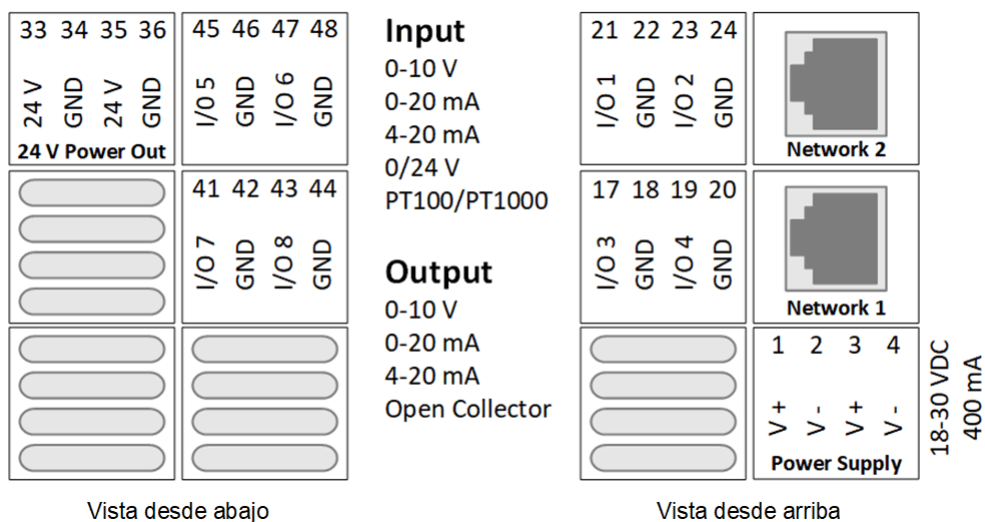 33 34 35 36
24 V
GND
24 V
GND
24 V Power Out
45 46 47 48
I/O 5
GND
I/O 6
GND
41 42 43 44
I/O 7
GND
I/O 8
GND
Vista desde abajo
Input
0-10 V
0-20 mA
4-20 mA
0/24 V
PT100/PT1000
Output
0-10 V
0-20 mA
4-20 mA
Open Collector
21 22 23 24
I/O 1
GND
I/O 2
GND
Network 2
17 18 19 20
I/O 3
GND
I/O 4
GND
Network 1
1 2 3 4
V +
V -
V +
V -
Power Supply
18-30 VDC
400 mA
Vista desde arriba